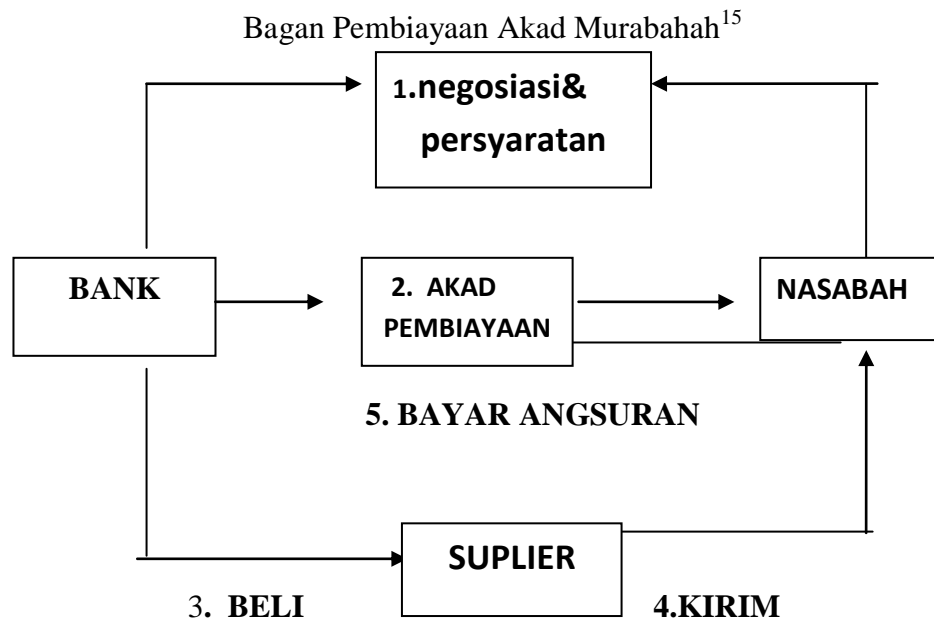 Bagan Pembiayaan Akad Murabahah15
1.negosiasi&
persyaratan
BANK
2. AKAD
PEMBIAYAAN
NASABAH
5. BAYAR ANGSURAN
SUPLIER
3. BELI
4.KIRIM